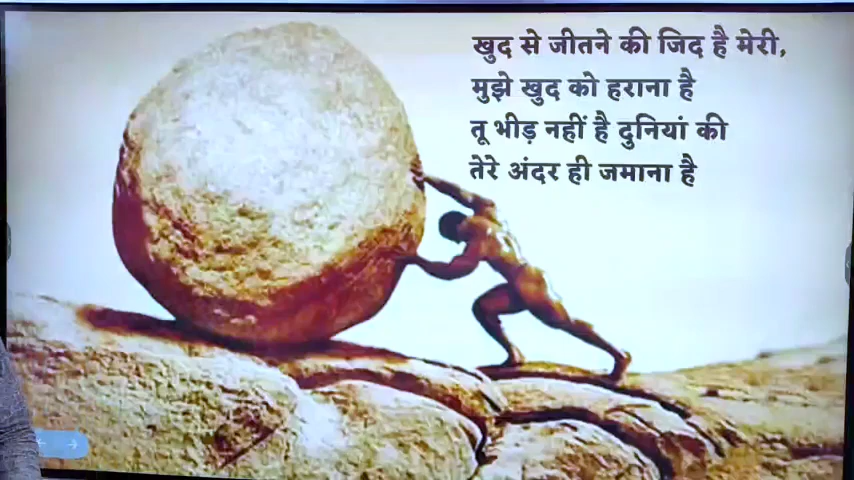 खुद से जीतने की जिद है मेरी,
मुझे खुद को हराना है
तू भीड़ नहीं है दुनियां की
तेरे अंदर ही जमाना है